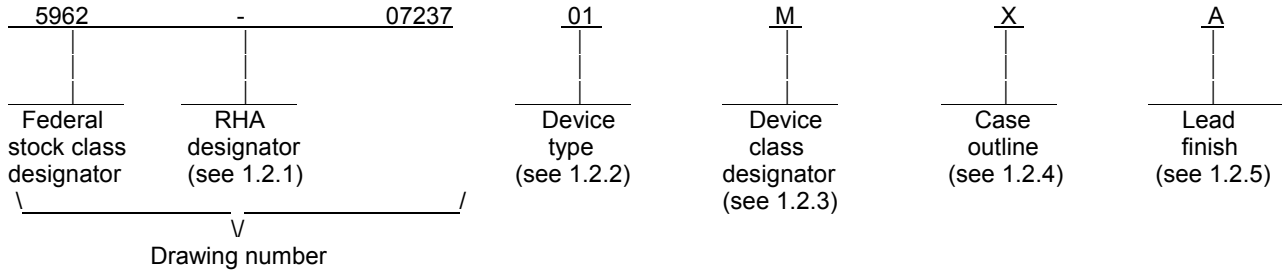 5962 - 07237 01 M X A
Federal stock class designator
RHA designator (see 1.2.1)
Device type (see 1.2.2)
Device class designator (see 1.2.3)
Case outline (see 1.2.4)
Lead finish (see 1.2.5)
Drawing number